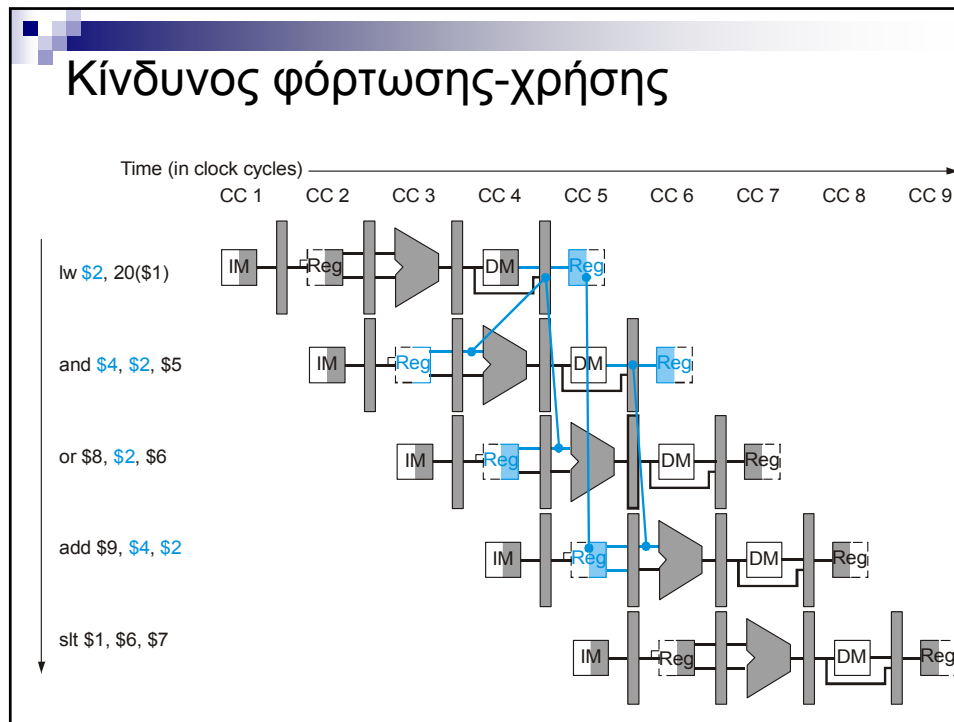 Κίνδυνος φόρτωσης-χρήσης
Time (in clock cycles)
CC 1 CC 2 CC 3 CC 4 CC 5 CC 6 CC 7 CC 8 CC 9
lw $2, 20($1) IM Reg DM Reg
and $4, $2, $5 IM Reg DM Reg
or $8, $2, $6 IM Reg DM Reg
add $9, $4, $2 IM Reg DM Reg
slt $1, $6, $7 IM Reg DM Reg